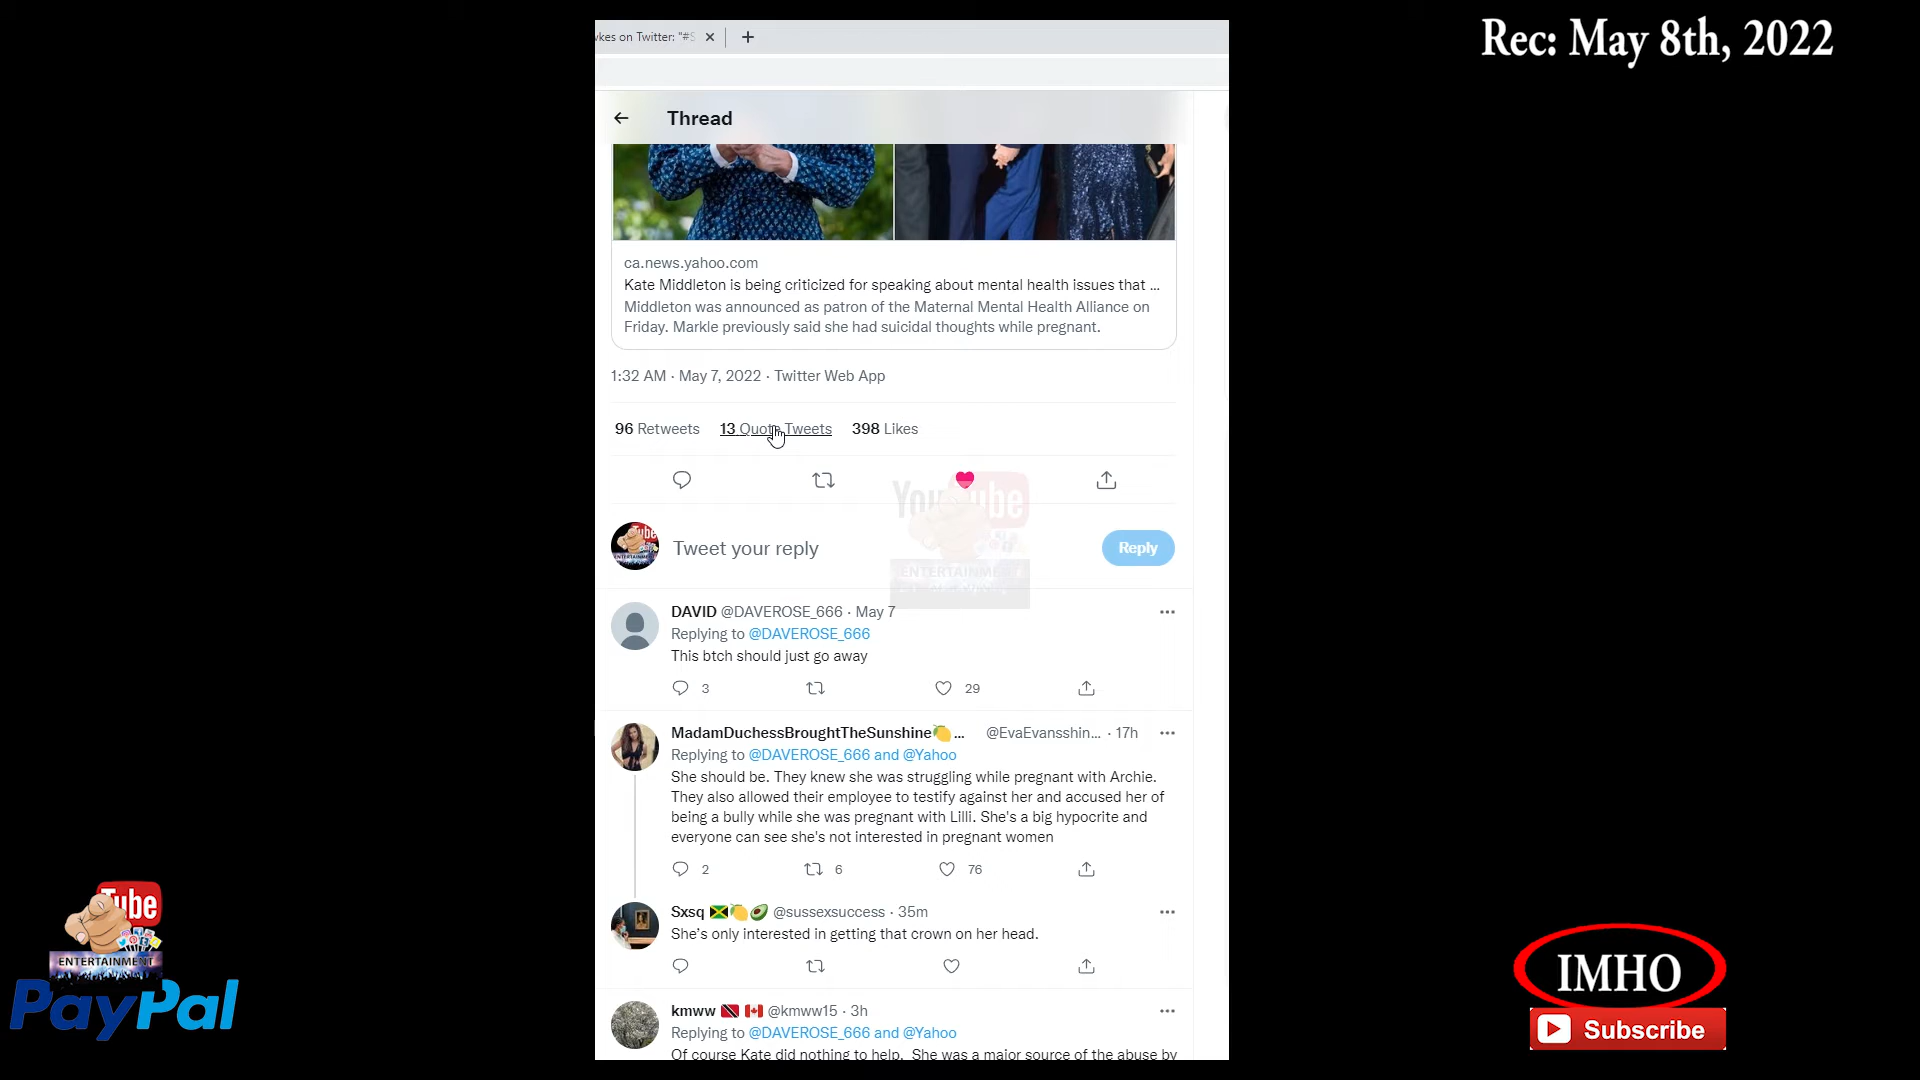 Rec: May 8th, 2022
wkes on Twitter: "#S
Thread
ca.news.yahoo.com
Kate Middleton is being criticized for speaking about mental health issues that ...
Middleton was announced as patron of the Maternal Mental Health Alliance on
Friday. Markle previously said she had suicidal thoughts while pregnant.
1:32 AM · May 7, 2022 · Twitter Web App
96 Retweets 13 Quote Tweets 398 Likes
YouTube
ENTERTAINMENT
Tweet your reply
Reply
DAVID @DAVEROSE_666 · May 7
Replying to @DAVEROSE_666
This btch should just go away
3 29
MadamDuchessBroughtTheSunshine🍋... @EvaEvansshin... · 17h
Replying to @DAVEROSE_666 and @Yahoo
She should be. They knew she was struggling while pregnant with Archie.
They also allowed their employee to testify against her and accused her of
being a bully while she was pregnant with Lilli. She's a big hypocrite and
everyone can see she's not interested in pregnant women
2 6 76
Sxsq 🇯🇲🍋🥑 @sussexsuccess · 35m
She's only interested in getting that crown on her head.
kmww 🇹🇹 🇨🇦 @kmww15 · 3h
Replying to @DAVEROSE_666 and @Yahoo
Of course Kate did nothing to help. She was a major source of the abuse by
Tube
ENTERTAINMENT
PayPal
IMHO
Subscribe